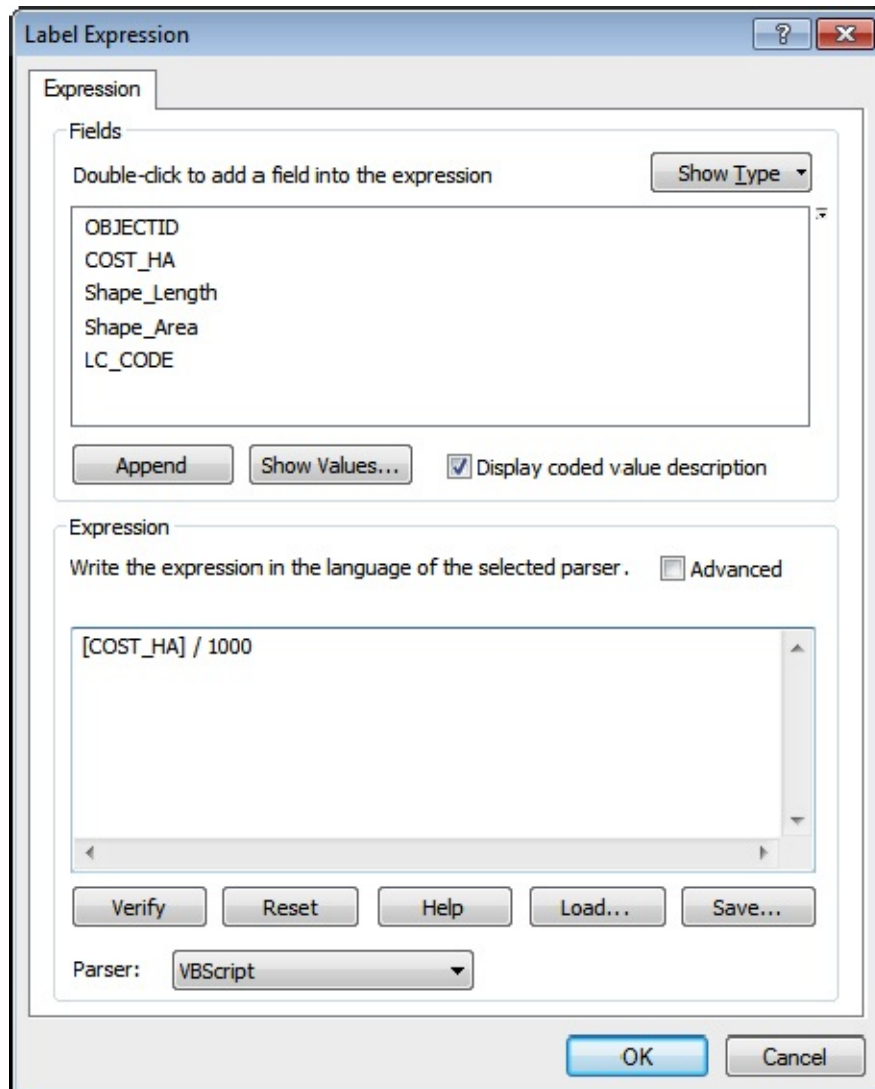 Label Expression
Expression
Fields
Double-click to add a field into the expression
Show Type
OBJECTID
COST_HA
Shape_Length
Shape_Area
LC_CODE
Append
Show Values...
Display coded value description
Expression
Write the expression in the language of the selected parser.
Advanced
[COST_HA] / 1000
Verify
Reset
Help
Load...
Save...
Parser:
VBScript
OK
Cancel